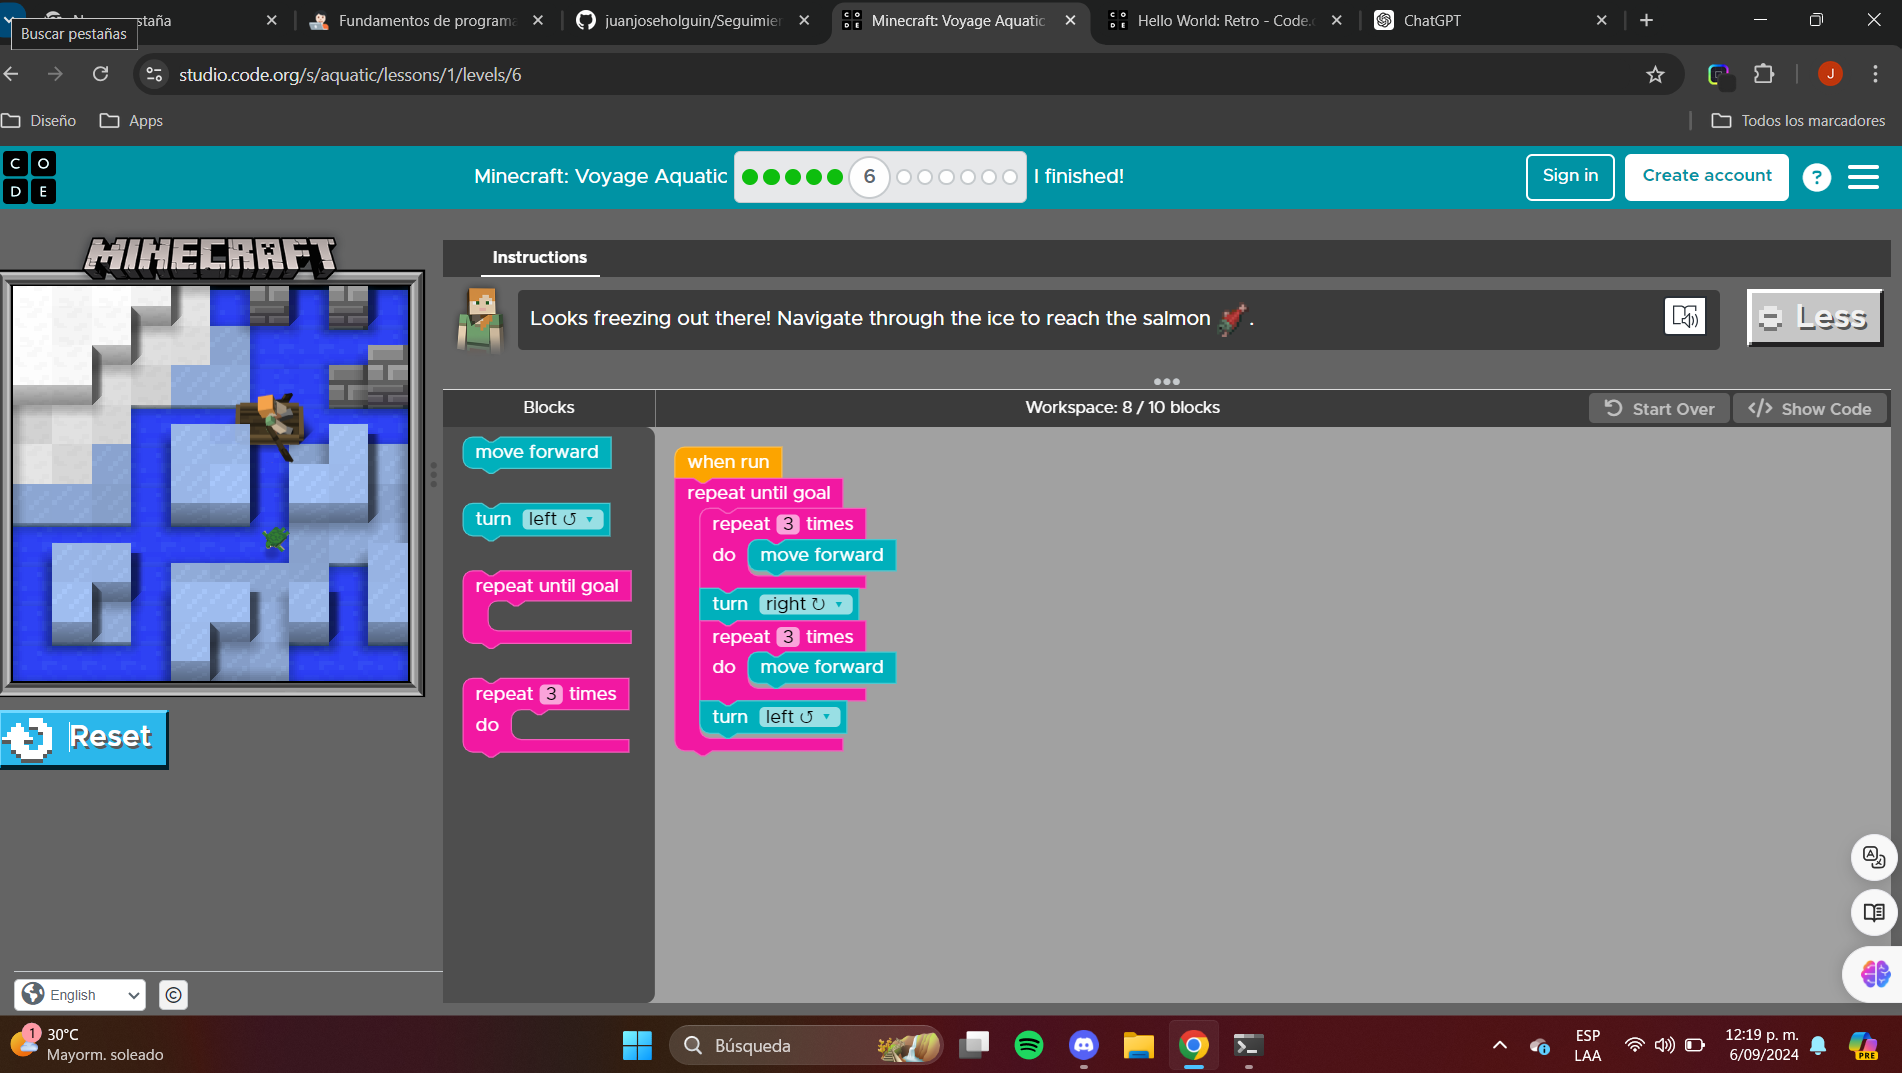 Nueva pestaña
Fundamentos de programa
juanjoseholguin/Seguimier
Minecraft: Voyage Aquatic
Hello World: Retro - Code.o
ChatGPT
Buscar pestañas
studio.code.org/s/aquatic/lessons/1/levels/6
J
Diseño
Apps
Todos los marcadores
CODE
Minecraft: Voyage Aquatic
6
I finished!
Sign in
Create account
?
MINECRAFT
Instructions
Looks freezing out there! Navigate through the ice to reach the salmon .
Less
Blocks
Workspace: 8 / 10 blocks
Start Over
</> Show Code
move forward
turn left ↺
repeat until goal
repeat 3 times
do
when run
repeat until goal
repeat 3 times
do move forward
turn right ↻
repeat 3 times
do move forward
turn left ↺
Reset
English
©
1
30°C
Mayorm. soleado
Búsqueda
ESP
LAA
12:19 p. m.
6/09/2024
PRE